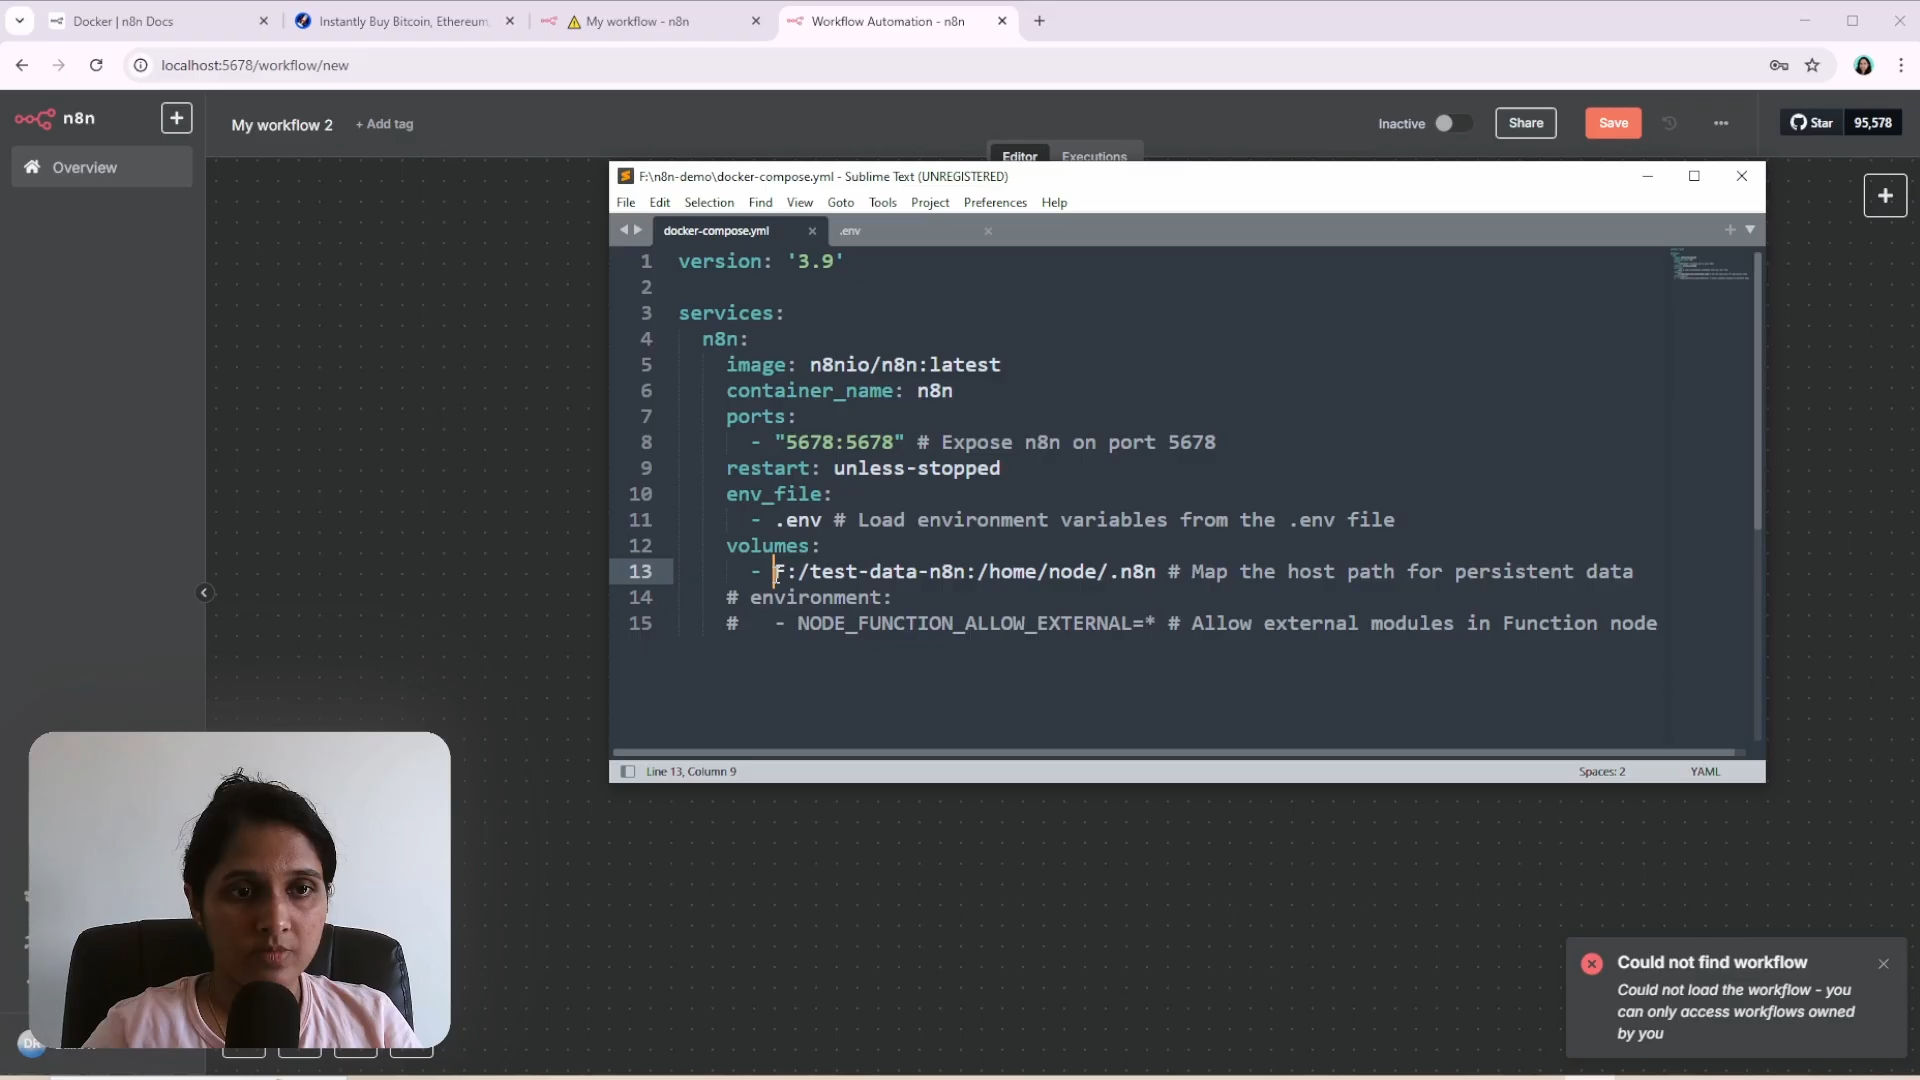 Docker | n8n Docs
Instantly Buy Bitcoin, Ethereum,
My workflow - n8n
Workflow Automation - n8n
localhost:5678/workflow/new
n8n
Overview
My workflow 2
+ Add tag
Inactive
Share
Save
Star
95,578
Editor
Executions
F:\n8n-demo\docker-compose.yml - Sublime Text (UNREGISTERED)
File Edit Selection Find View Goto Tools Project Preferences Help
docker-compose.yml
.env
1 version: '3.9'
2
3 services:
4 n8n:
5 image: n8nio/n8n:latest
6 container_name: n8n
7 ports:
8 - "5678:5678" # Expose n8n on port 5678
9 restart: unless-stopped
10 env_file:
11 - .env # Load environment variables from the .env file
12 volumes:
13 - F:/test-data-n8n:/home/node/.n8n # Map the host path for persistent data
14 # environment:
15 # - NODE_FUNCTION_ALLOW_EXTERNAL=* # Allow external modules in Function node
Line 13, Column 9
Spaces: 2
YAML
Could not find workflow
Could not load the workflow - you
can only access workflows owned
by you
DR